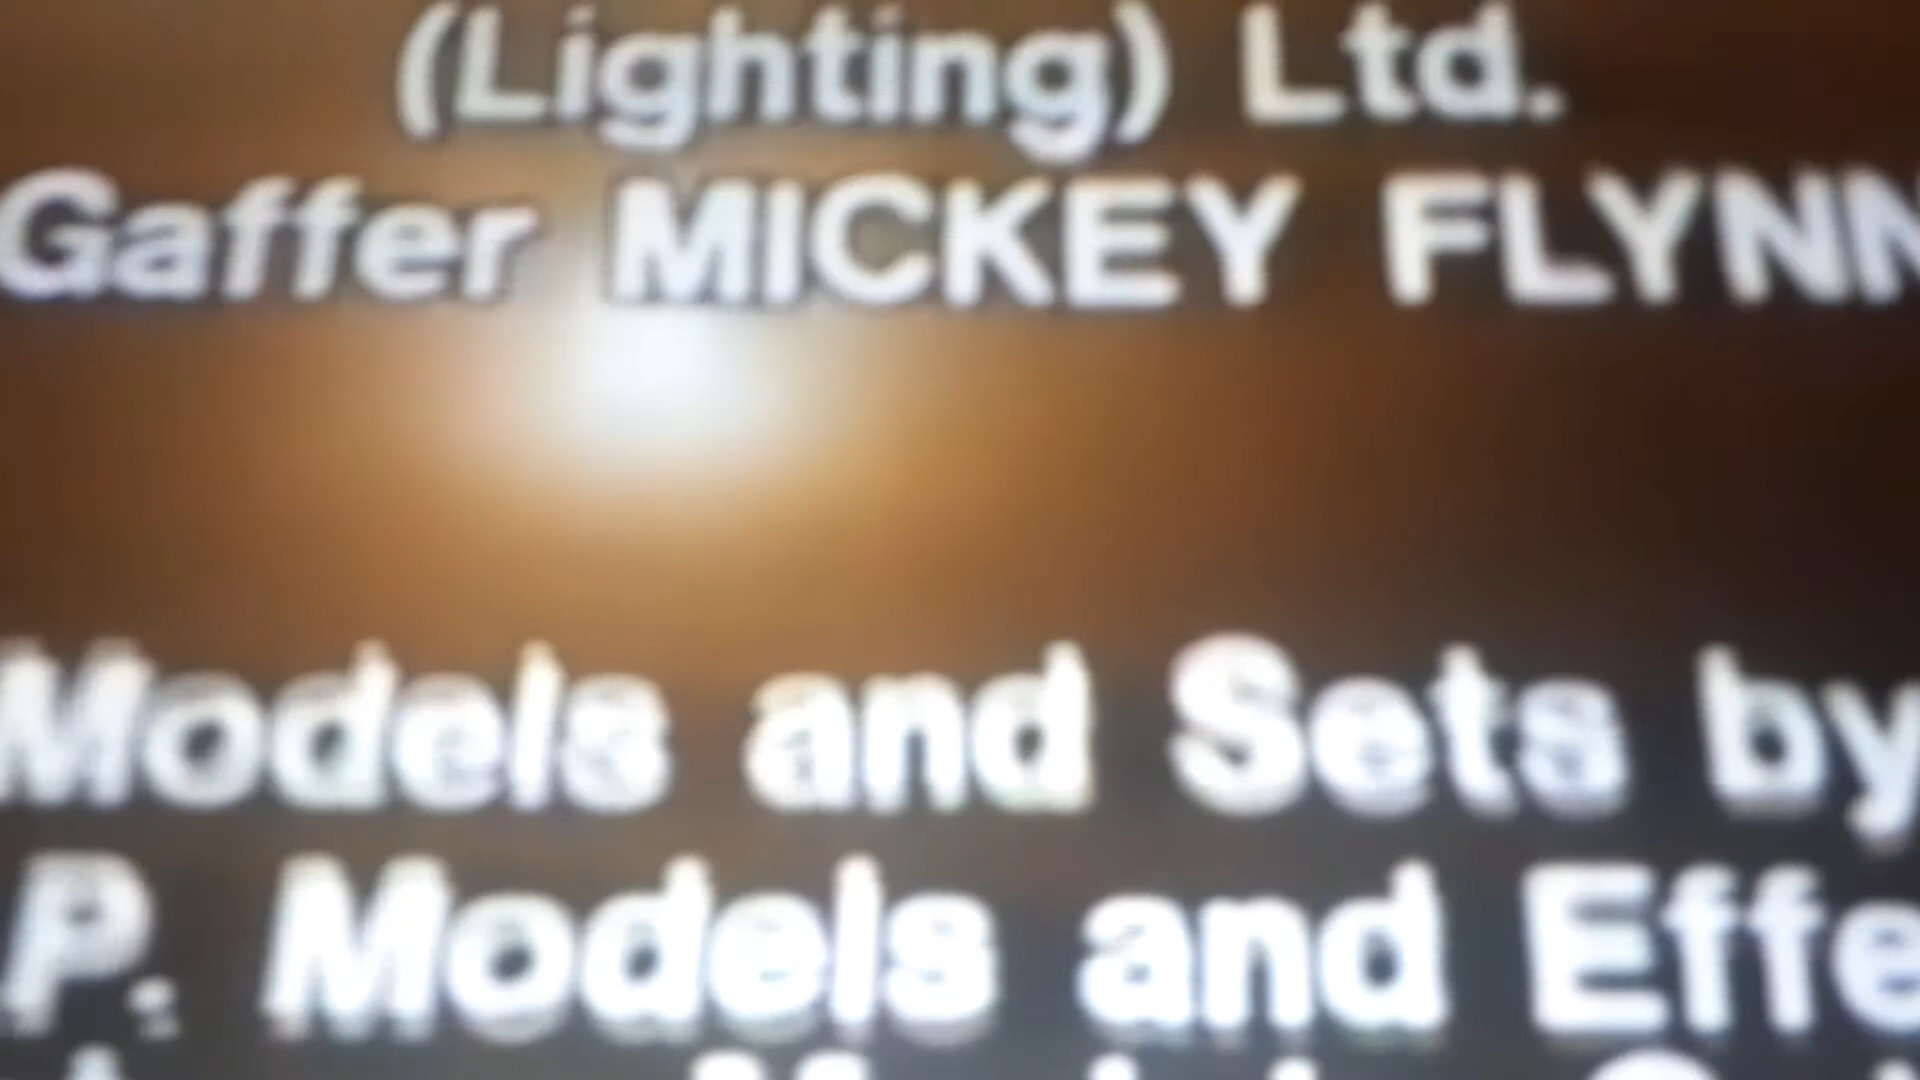 (Lighting) Ltd.
Gaffer MICKEY FLYNN
Models and Sets by
P. Models and Effe